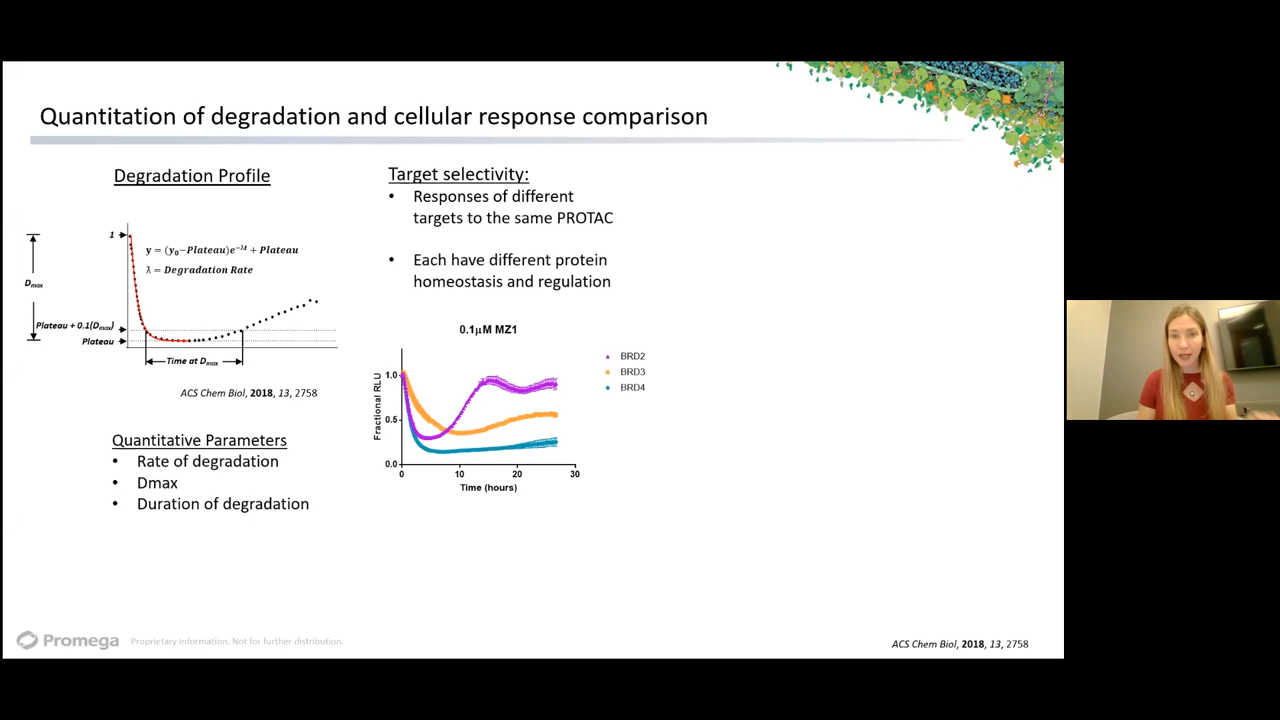 Quantitation of degradation and cellular response comparison
Degradation Profile
1
y = (y₀−Plateau)e^−λt + Plateau
λ = Degradation Rate
Dmax
Plateau + 0.1(Dmax)
Plateau
Time at Dmax
ACS Chem Biol, 2018, 13, 2758
Quantitative Parameters
• Rate of degradation
• Dmax
• Duration of degradation
Target selectivity:
• Responses of different
targets to the same PROTAC
• Each have different protein
homeostasis and regulation
0.1µM MZ1
BRD2
BRD3
BRD4
Fractional RLU
1.0
0.5
0.0
0 10 20 30
Time (hours)
Promega
Proprietary Information. Not for further distribution.
ACS Chem Biol, 2018, 13, 2758